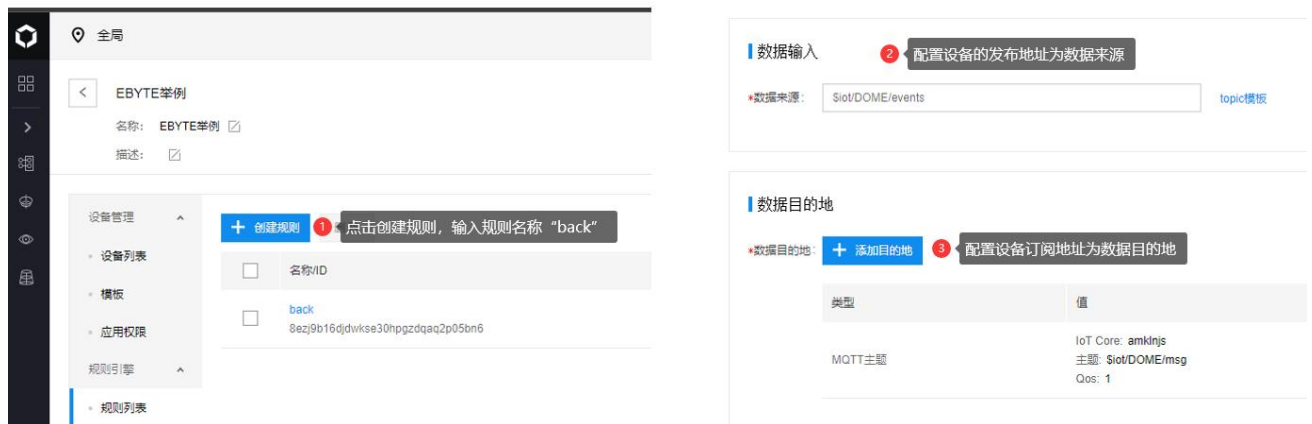 全局
EBYTE举例
名称： EBYTE举例
描述：
设备管理
设备列表
模板
应用权限
规则引擎
规则列表
+ 创建规则
1 点击创建规则，输入规则名称“back”
名称/ID
back
8ezj9b16djdwkse30hpgzdqaq2p05bn6
数据输入
2 配置设备的发布地址为数据来源
*数据来源： $iot/DOME/events topic模板
数据目的地
*数据目的地： + 添加目的地
3 配置设备订阅地址为数据目的地
类型 值
MQTT主题
IoT Core: amklnjs
主题: $iot/DOME/msg
Qos: 1